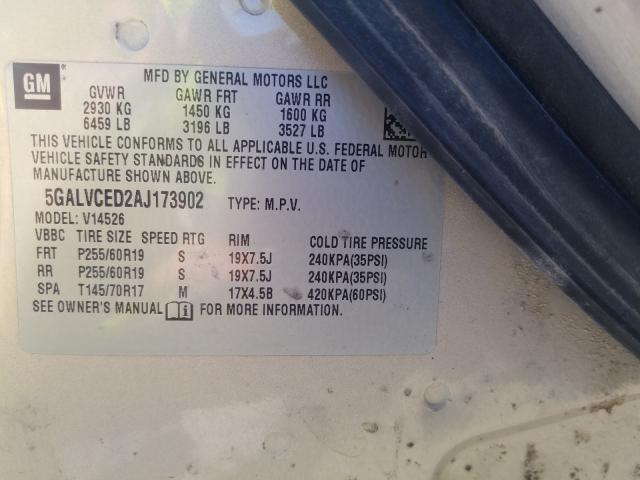 GM
MFD BY GENERAL MOTORS LLC
GVWR GAWR FRT GAWR RR
2930 KG 1450 KG 1600 KG
6459 LB 3196 LB 3527 LB
THIS VEHICLE CONFORMS TO ALL APPLICABLE U.S. FEDERAL MOTOR
VEHICLE SAFETY STANDARDS IN EFFECT ON THE DATE OF
MANUFACTURE SHOWN ABOVE.
5GALVCED2AJ173902 TYPE: M.P.V.
MODEL: V14526
VBBC TIRE SIZE SPEED RTG RIM COLD TIRE PRESSURE
FRT P255/60R19 S 19X7.5J 240KPA(35PSI)
RR P255/60R19 S 19X7.5J 240KPA(35PSI)
SPA T145/70R17 M 17X4.5B 420KPA(60PSI)
SEE OWNER'S MANUAL FOR MORE INFORMATION.